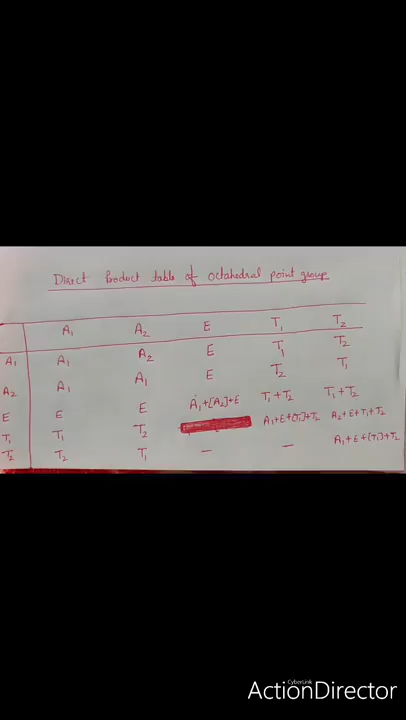 Direct Product table of octahedral point group
A₁ A₂ E T₁ T₂
A₁ A₁ A₂ E T₁ T₂
A₂ A₁ A₁ E T₂ T₁
E E E A₁+[A₂]+E T₁+T₂ T₁+T₂
T₁ T₁ T₂ A₁+E+[T₁]+T₂ A₂+E+T₁+T₂
T₂ T₂ T₁ — — A₁+E+[T₁]+T₂
CyberLink
ActionDirector